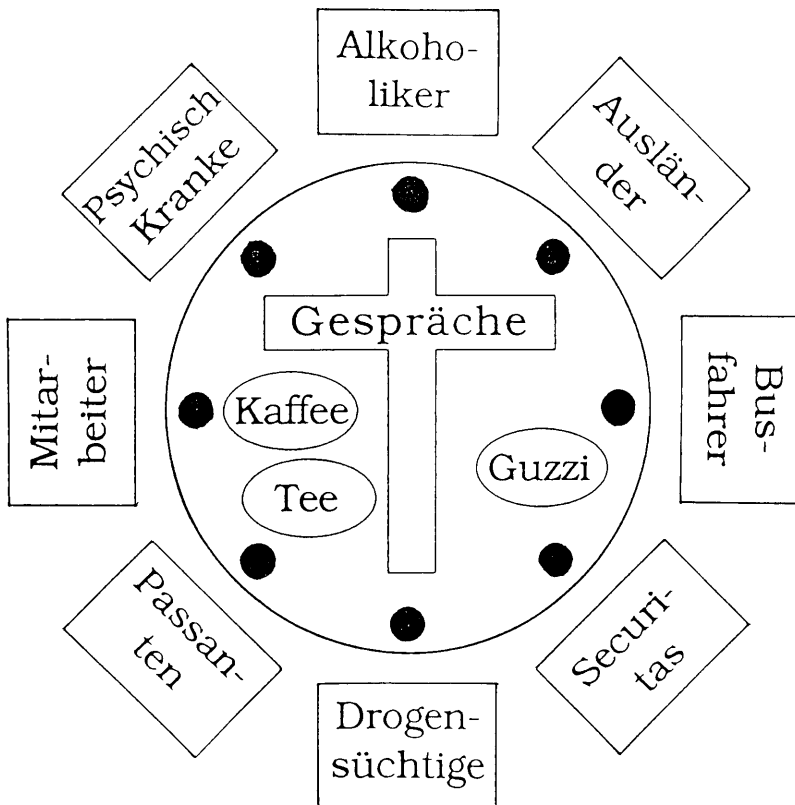 Alkoho-
liker
Psychisch
Kranke
Auslän-
der
Gespräche
Mitar-
beiter
Kaffee
Tee
Guzzi
Bus-
fahrer
Passan-
ten
Securi-
tas
Drogen-
süchtige